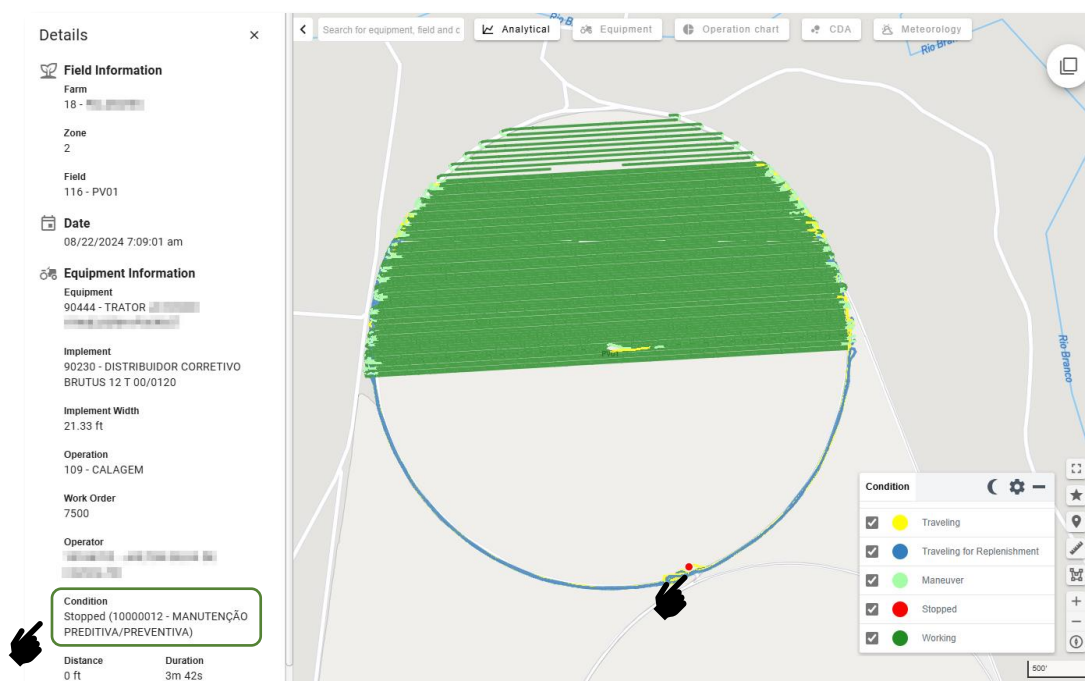 Details
Field Information
Farm
18 -
Zone
2
Field
116 - PV01
Date
08/22/2024 7:09:01 am
Equipment Information
Equipment
90444 - TRATOR
Implement
90230 - DISTRIBUIDOR CORRETIVO
BRUTUS 12 T 00/0120
Implement Width
21.33 ft
Operation
109 - CALAGEM
Work Order
7500
Operator
Condition
Stopped (10000012 - MANUTENÇÃO
PREDITIVA/PREVENTIVA)
Distance Duration
0 ft 3m 42s
Search for equipment, field and c
Analytical
Equipment
Operation chart
CDA
Meteorology
Rio Branco
Rio Branco
PV01
Condition
Traveling
Traveling for Replenishment
Maneuver
Stopped
Working
500'